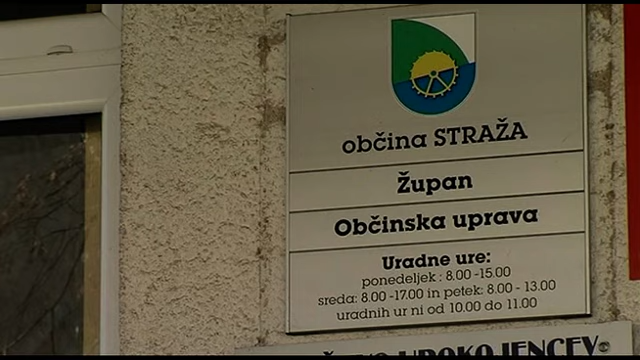 občina STRAŽA
Župan
Občinska uprava
Uradne ure:
ponedeljek : 8.00 -15.00
sreda: 8.00 -17.00 in petek: 8.00 - 13.00
uradnih ur ni od 10.00 do 11.00
UPOKOJENCEV